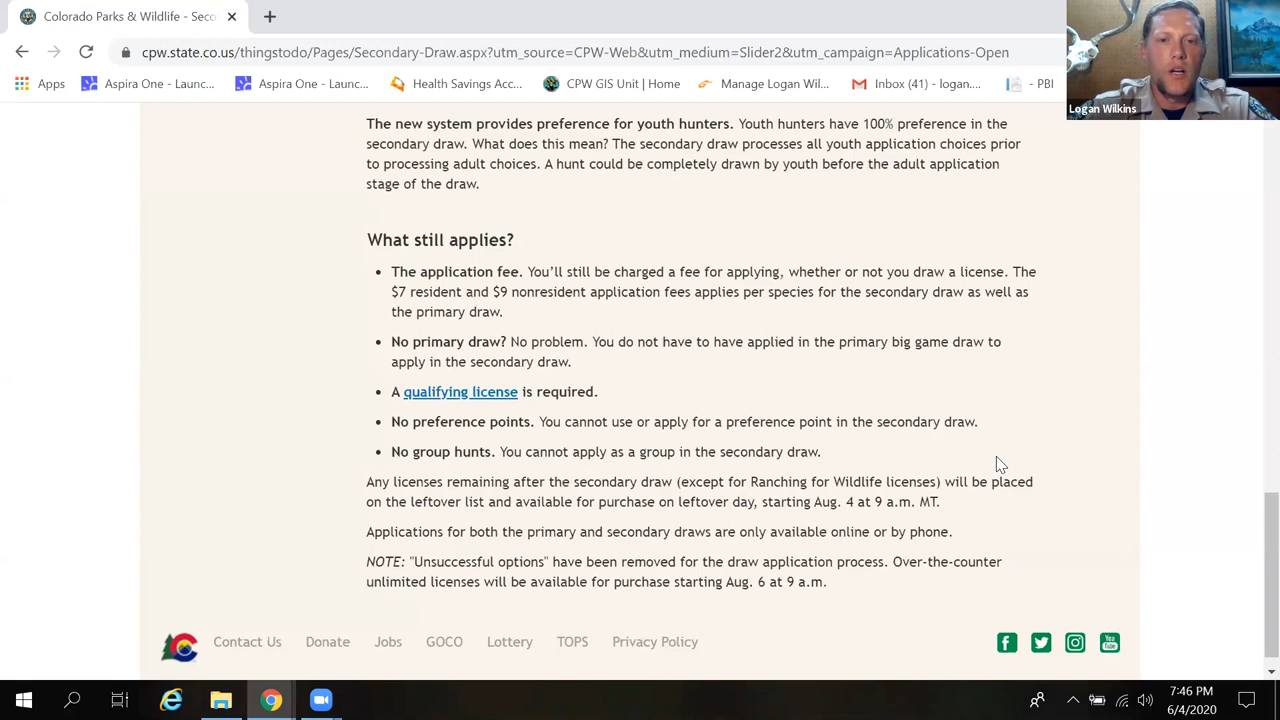 Colorado Parks & Wildlife - Seco
cpw.state.co.us/thingstodo/Pages/Secondary-Draw.aspx?utm_source=CPW-Web&utm_medium=Slider2&utm_campaign=Applications-Open
Apps Aspira One - Launc... Aspira One - Launc... Health Savings Acc... CPW GIS Unit | Home Manage Logan Wil... Inbox (41) - logan.... - PBI
Logan Wilkins
The new system provides preference for youth hunters. Youth hunters have 100% preference in the
secondary draw. What does this mean? The secondary draw processes all youth application choices prior
to processing adult choices. A hunt could be completely drawn by youth before the adult application
stage of the draw.
What still applies?
• The application fee. You'll still be charged a fee for applying, whether or not you draw a license. The
$7 resident and $9 nonresident application fees applies per species for the secondary draw as well as
the primary draw.
• No primary draw? No problem. You do not have to have applied in the primary big game draw to
apply in the secondary draw.
• A qualifying license is required.
• No preference points. You cannot use or apply for a preference point in the secondary draw.
• No group hunts. You cannot apply as a group in the secondary draw.
Any licenses remaining after the secondary draw (except for Ranching for Wildlife licenses) will be placed
on the leftover list and available for purchase on leftover day, starting Aug. 4 at 9 a.m. MT.
Applications for both the primary and secondary draws are only available online or by phone.
NOTE: "Unsuccessful options" have been removed for the draw application process. Over-the-counter
unlimited licenses will be available for purchase starting Aug. 6 at 9 a.m.
Contact Us Donate Jobs GOCO Lottery TOPS Privacy Policy
You Tube
7:46 PM
6/4/2020